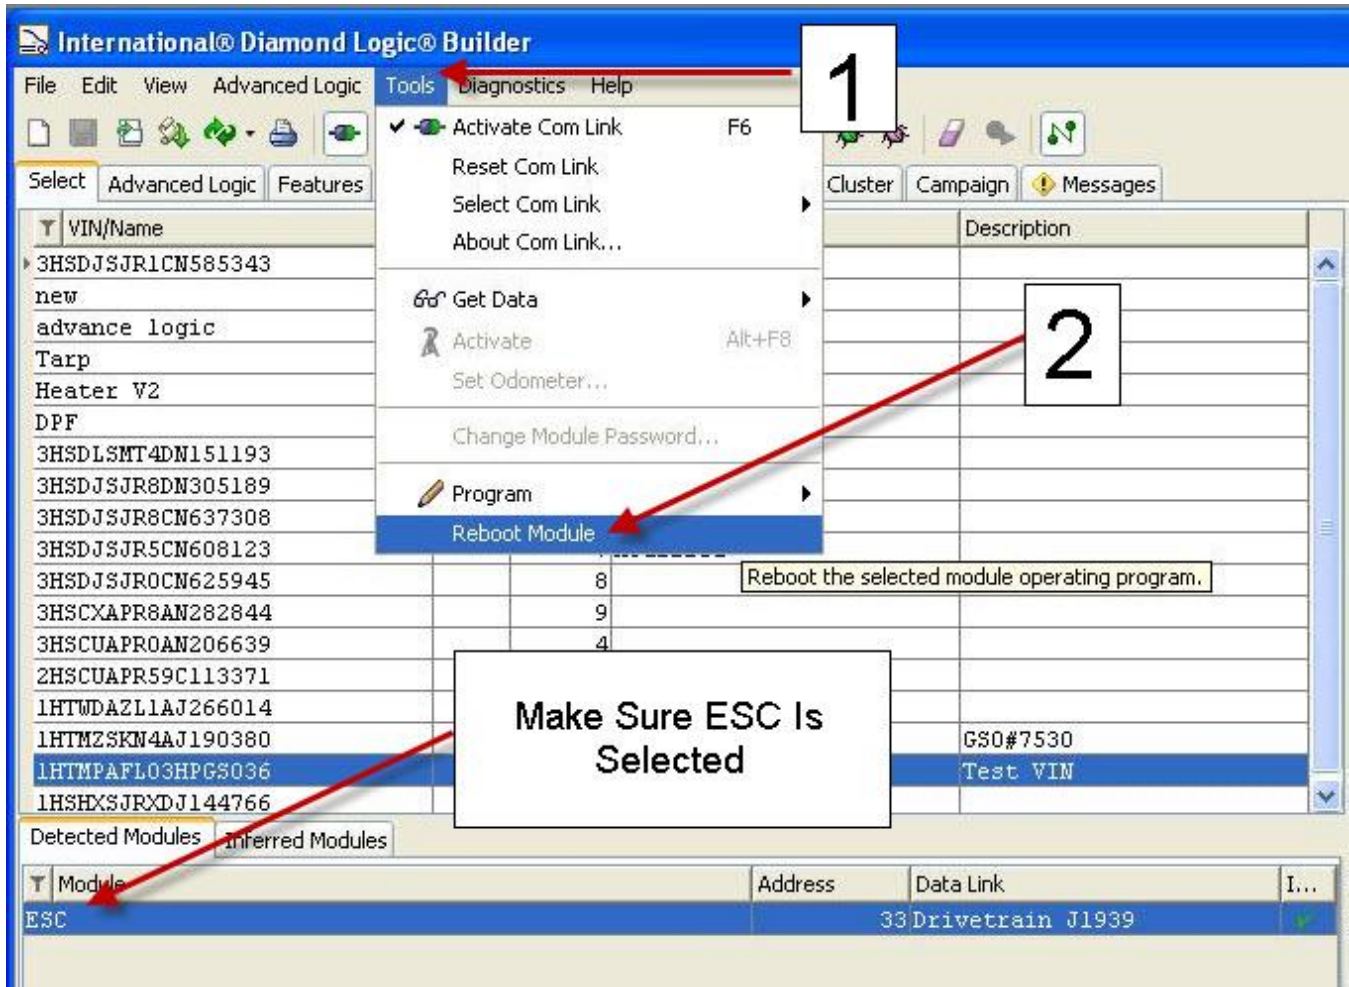 International® Diamond Logic® Builder
1
File Edit View Advanced Logic Tools Diagnostics Help
Activate Com Link F6
Reset Com Link
Select Com Link
About Com Link...
Get Data
Activate Alt+F8
Set Odometer...
Change Module Password...
Program
Reboot Module
2
Reboot the selected module operating program.
Select Advanced Logic Features Cluster Campaign Messages
VIN/Name Description
3HSDJSJR1CN585343
new
advance logic
Tarp
Heater V2
DPF
3HSDLSMT4DN151193
3HSDJSJR8DN305189
3HSDJSJR8CN637308
3HSDJSJR5CN608123
3HSDJSJR0CN625945 8
3HSCXAPR8AN282844 9
3HSCUAPR0AN206639 4
2HSCUAPR59C113371
1HTWDAZL1AJ266014
1HTMZSKN4AJ190380 GSO#7530
1HTMPAFL03HPGS036 Test VIN
1HSHXSJRXDJ144766
Make Sure ESC Is
Selected
Detected Modules Inferred Modules
Module Address Data Link I...
ESC 33 Drivetrain J1939